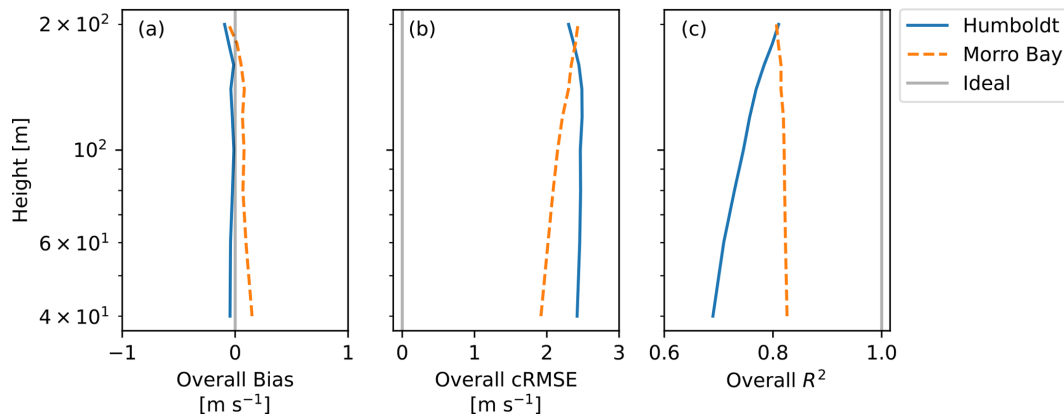 (a)
(b)
(c)
Humboldt
Morro Bay
Ideal
Height [m]
2 × 10²
10²
6 × 10¹
4 × 10¹
−1 0 1
0 1 2 3
0.6 0.8 1.0
Overall Bias
[m s⁻¹]
Overall cRMSE
[m s⁻¹]
Overall R²